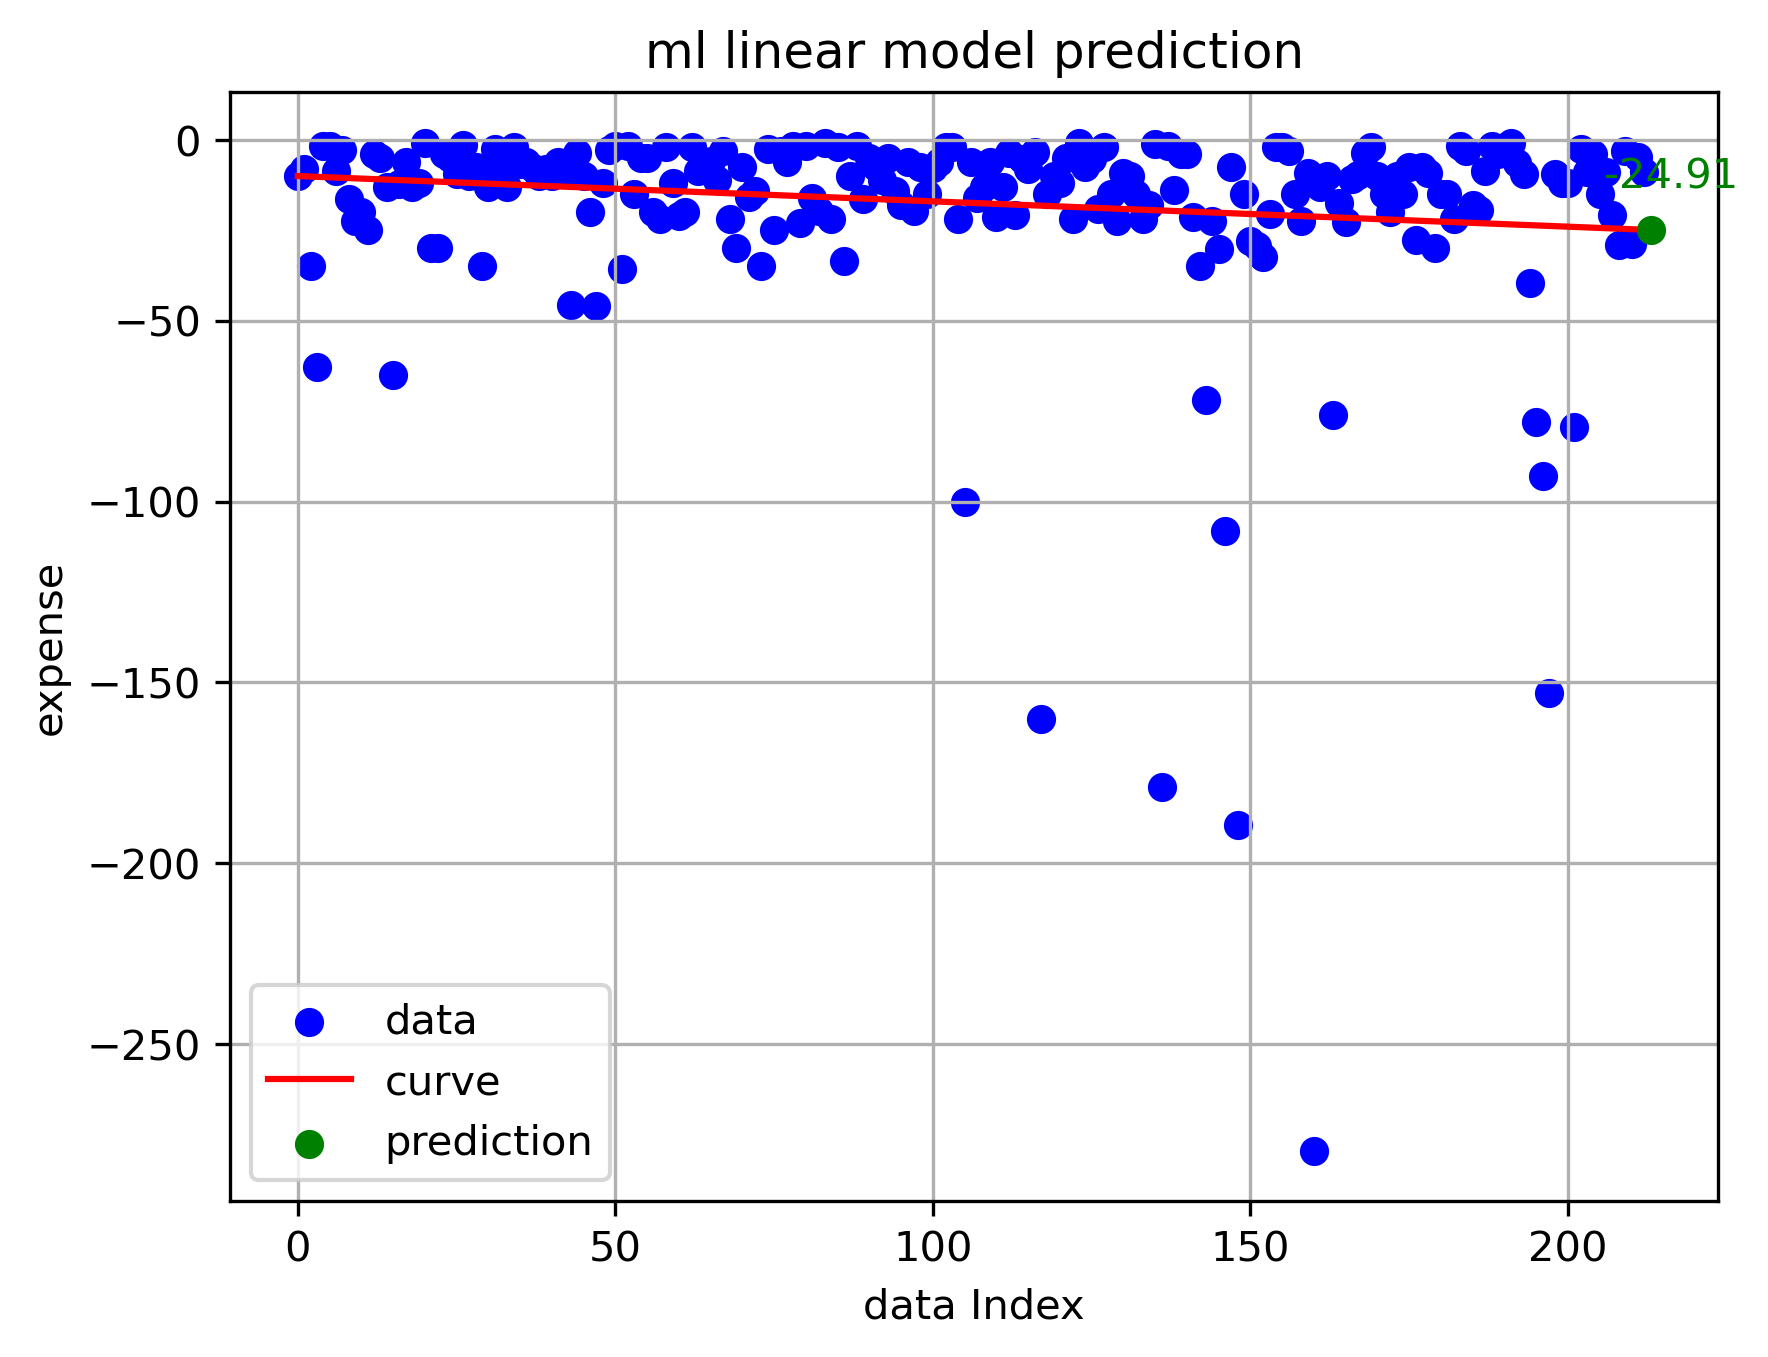 ml linear model prediction
0
−50
−100
−150
−200
−250
expense
-24.91
data
curve
prediction
0
50
100
150
200
data Index